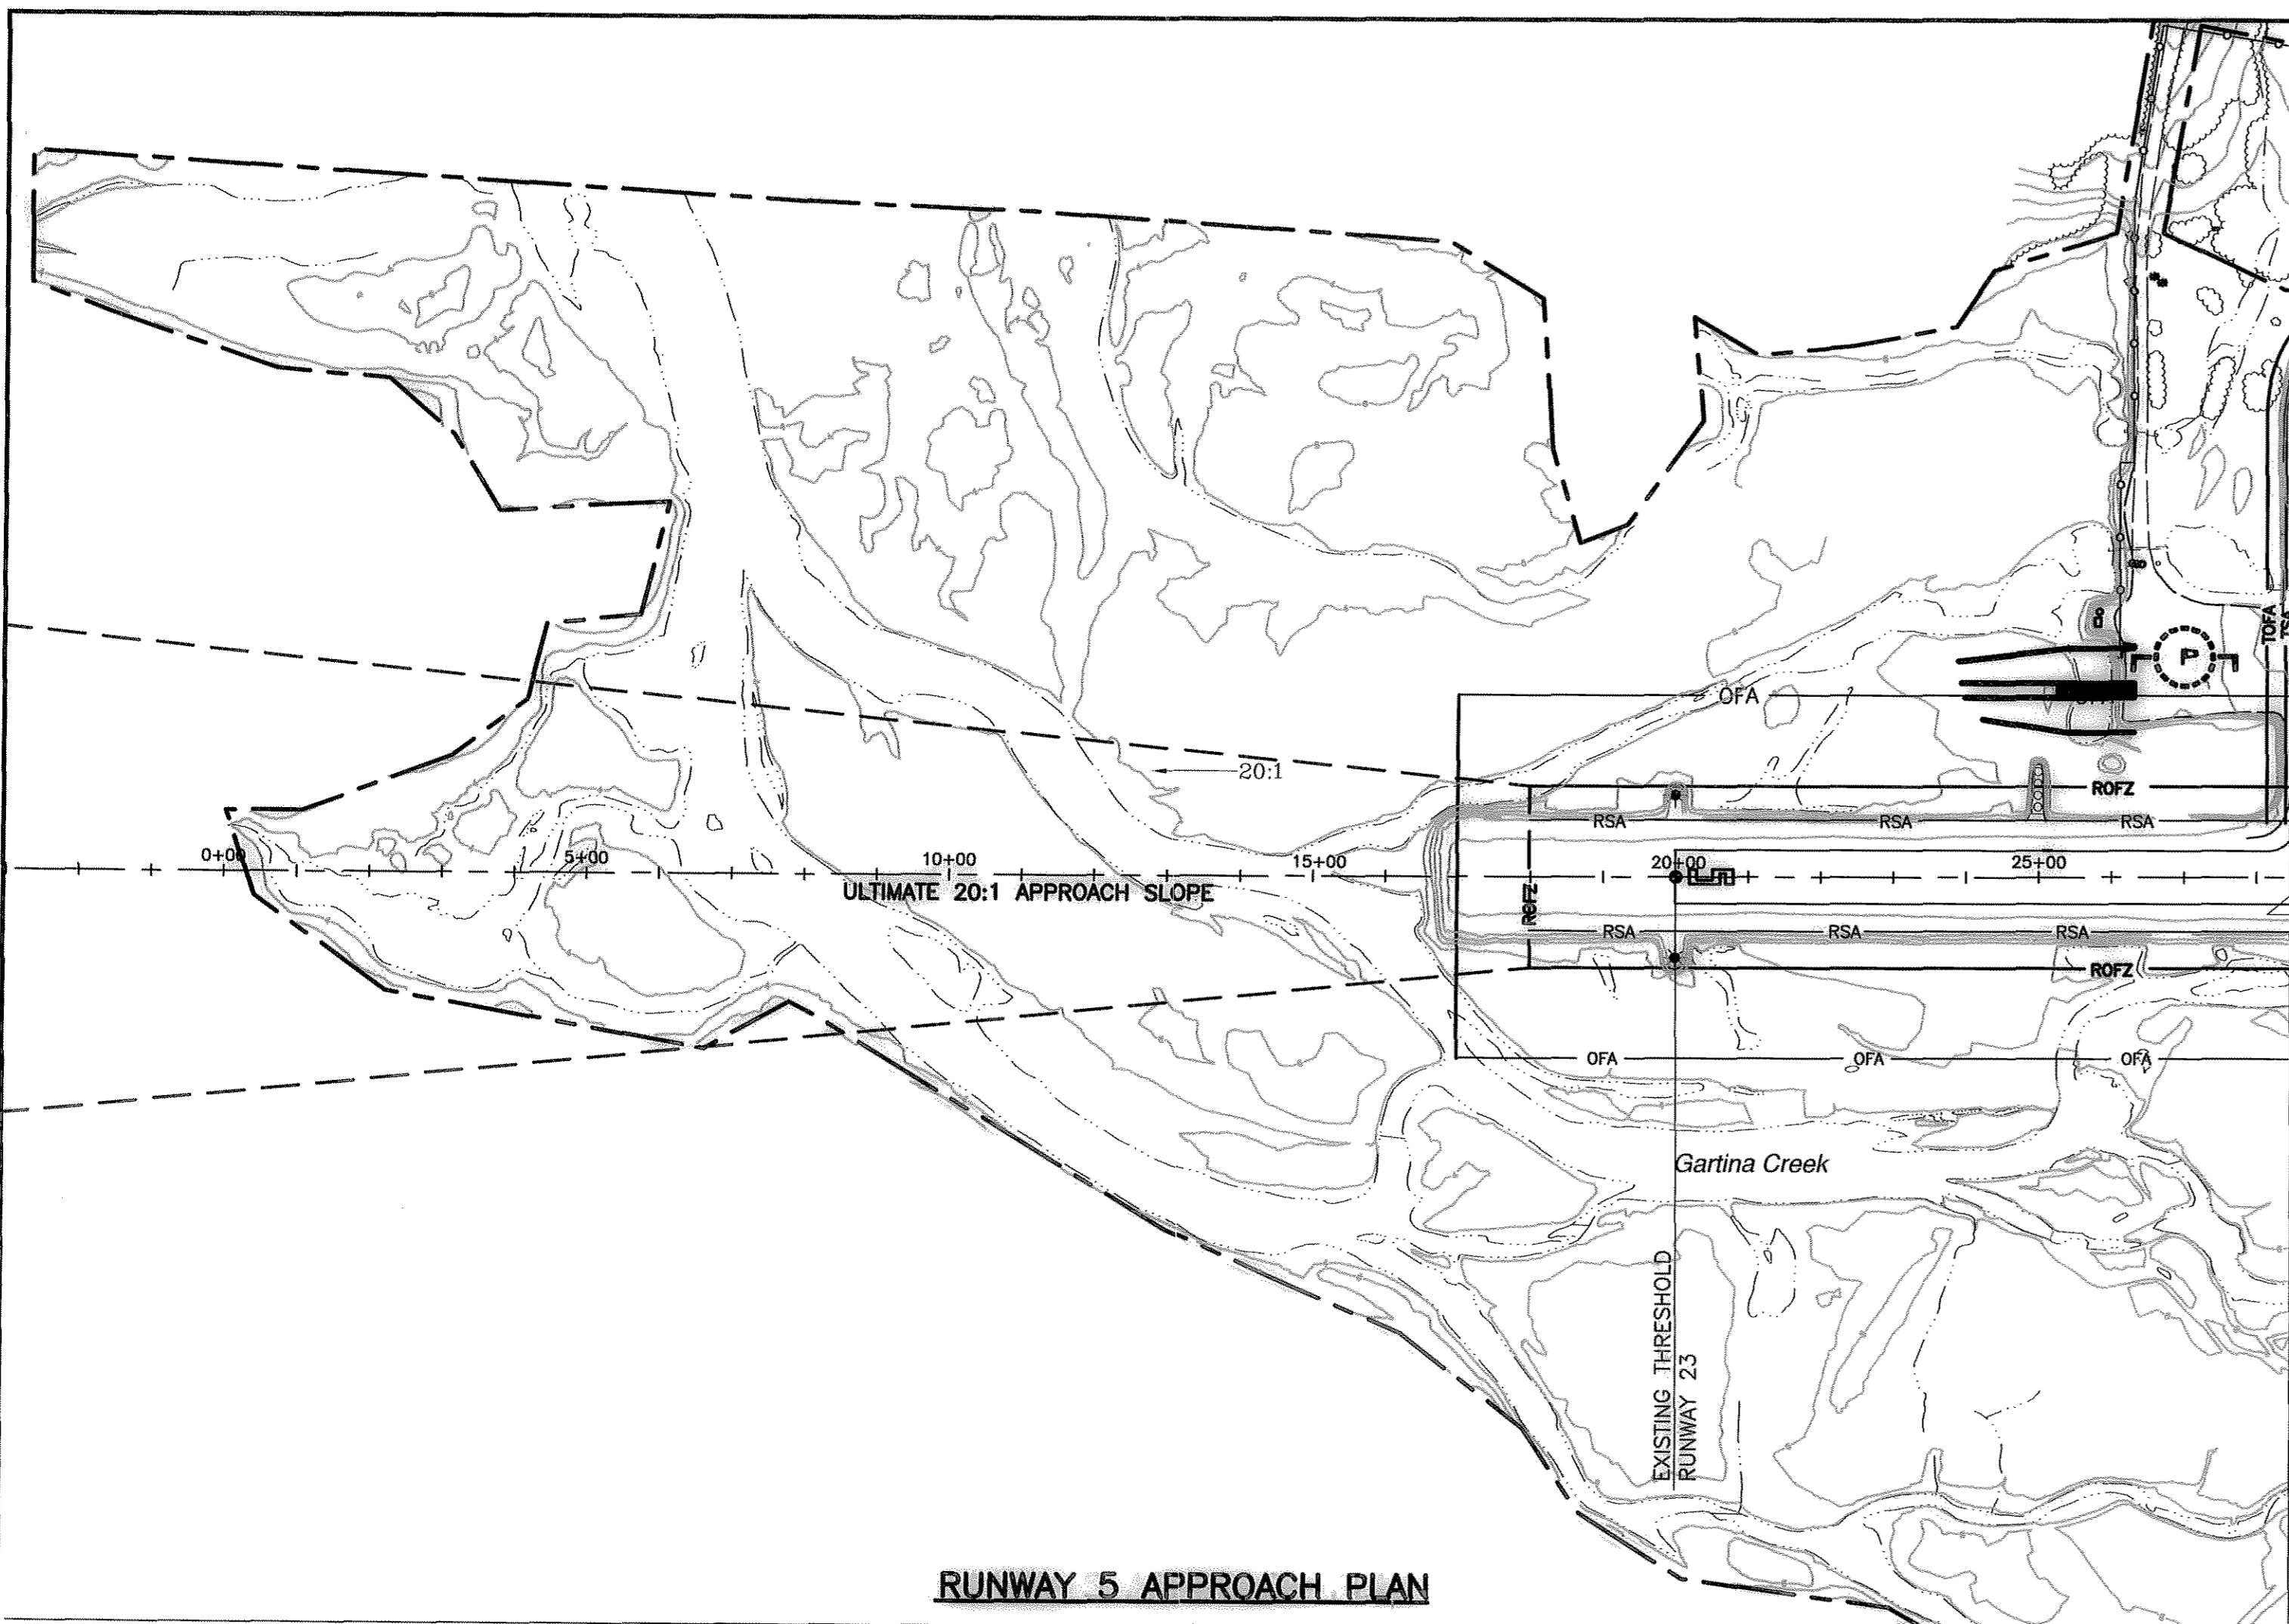 TOFA
TSA
P
OFA
20:1
ROFZ
RSA
RSA
RSA
0+00
5+00
10+00
15+00
20+00
25+00
ULTIMATE 20:1 APPROACH SLOPE
ROFZ
RSA
RSA
RSA
ROFZ
OFA
OFA
OFA
Gartina Creek
EXISTING THRESHOLD
RUNWAY 23
RUNWAY 5 APPROACH PLAN